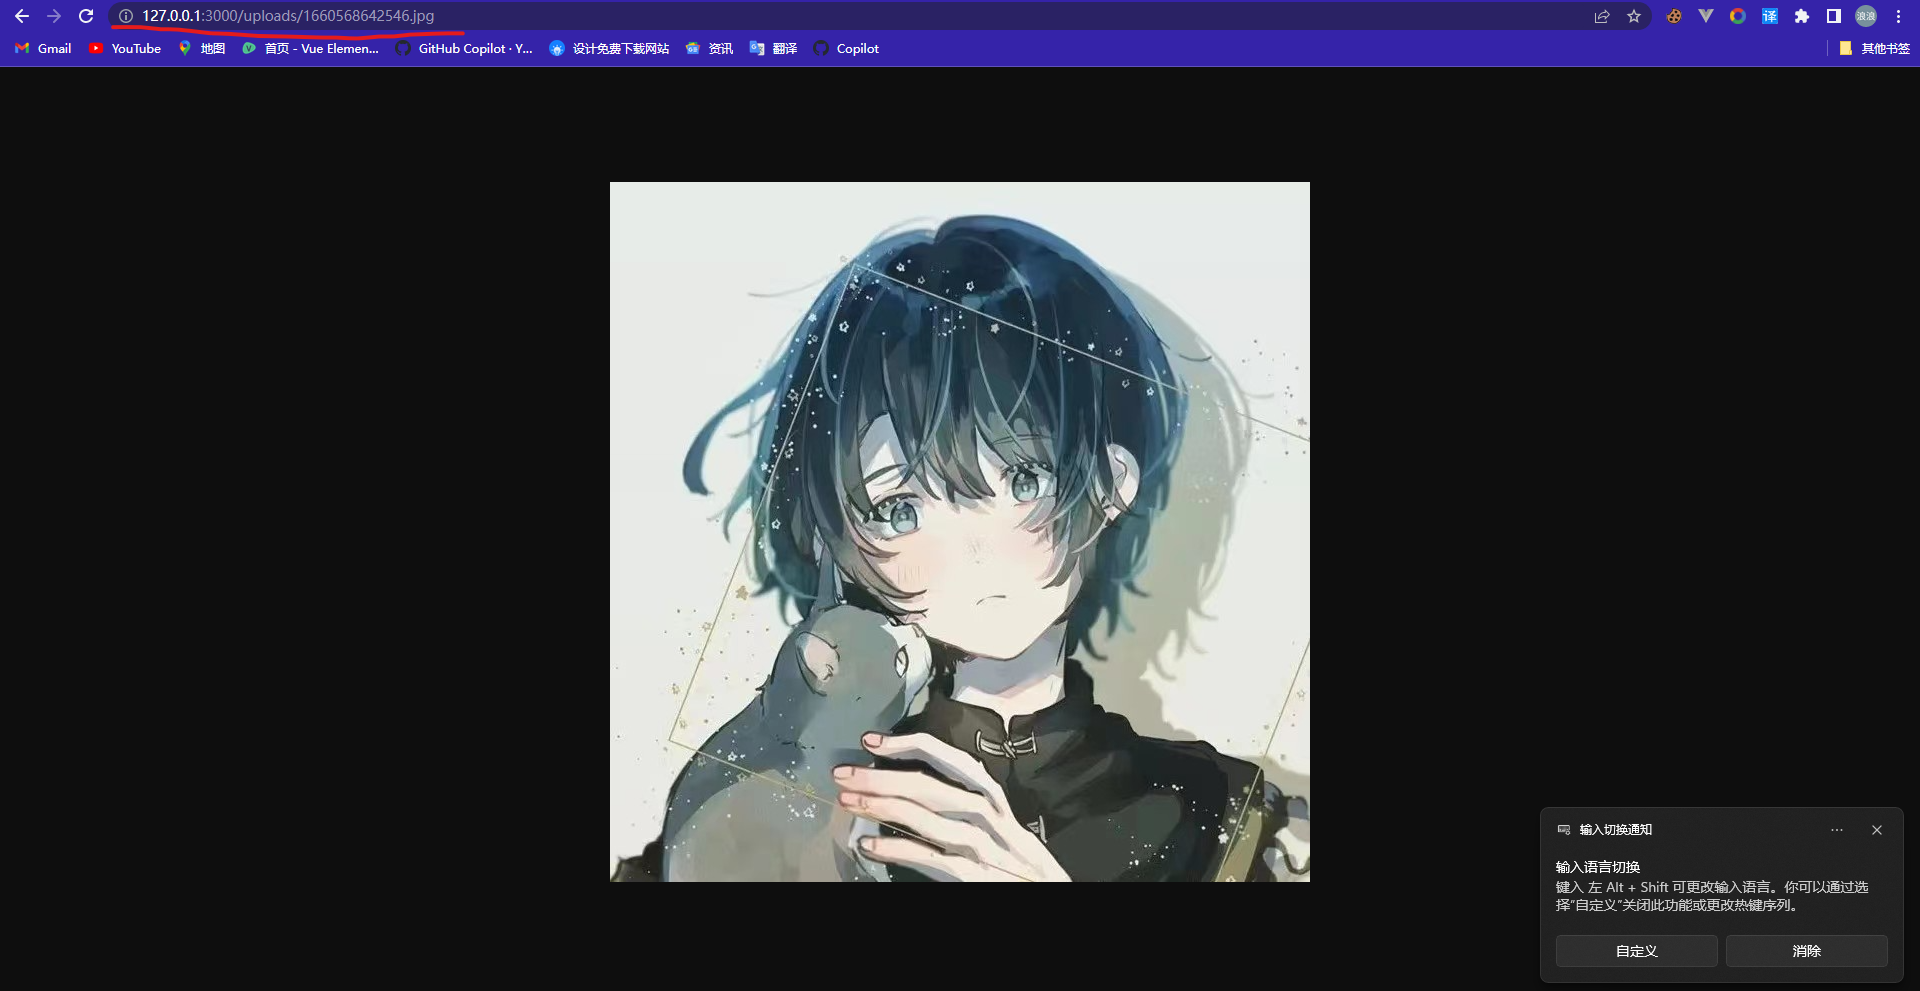 127.0.0.1:3000/uploads/1660568642546.jpg
译
浪浪
Gmail YouTube 地图 首页 - Vue Elemen... GitHub Copilot · Y... 设计免费下载网站 资讯 翻译 Copilot 其他书签
输入切换通知
输入语言切换
键入 左 Alt + Shift 可更改输入语言。你可以通过选
择"自定义"关闭此功能或更改热键序列。
自定义 消除